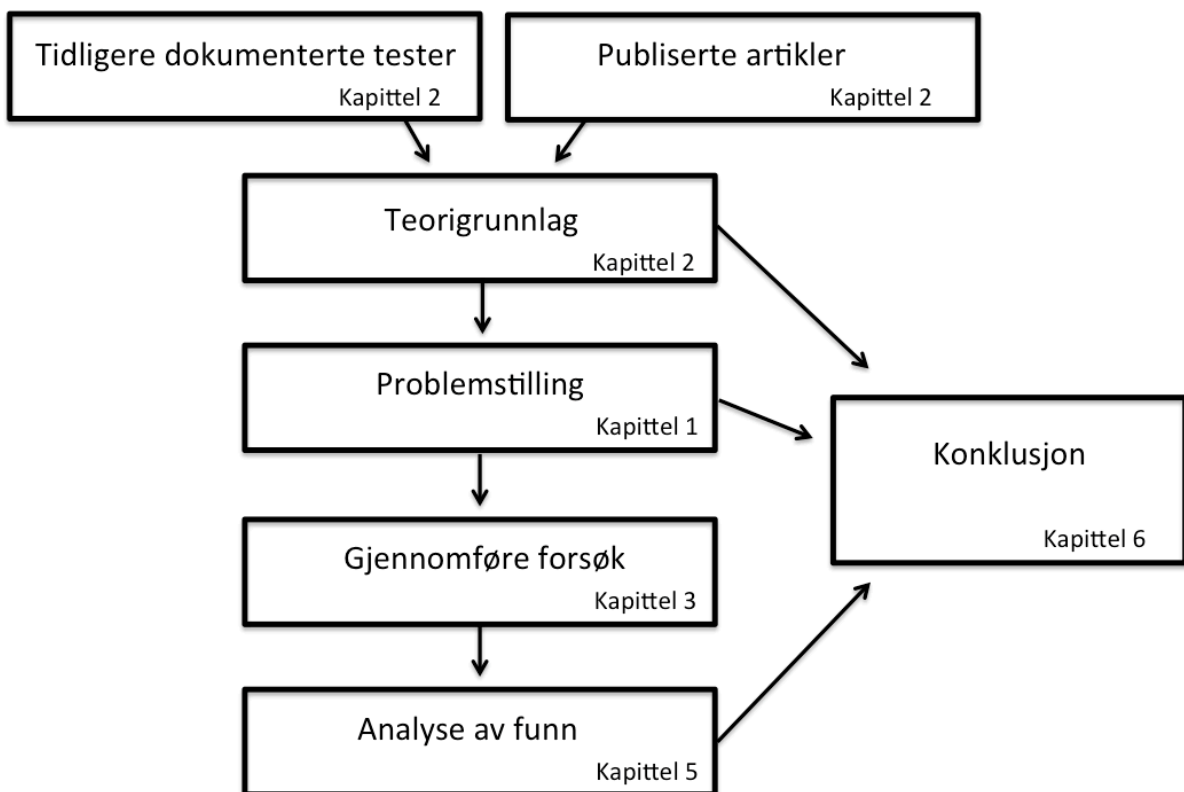 Tidligere dokumenterte tester
Kapittel 2
Publiserte artikler
Kapittel 2
Teorigrunnlag
Kapittel 2
Problemstilling
Kapittel 1
Gjennomføre forsøk
Kapittel 3
Analyse av funn
Kapittel 5
Konklusjon
Kapittel 6